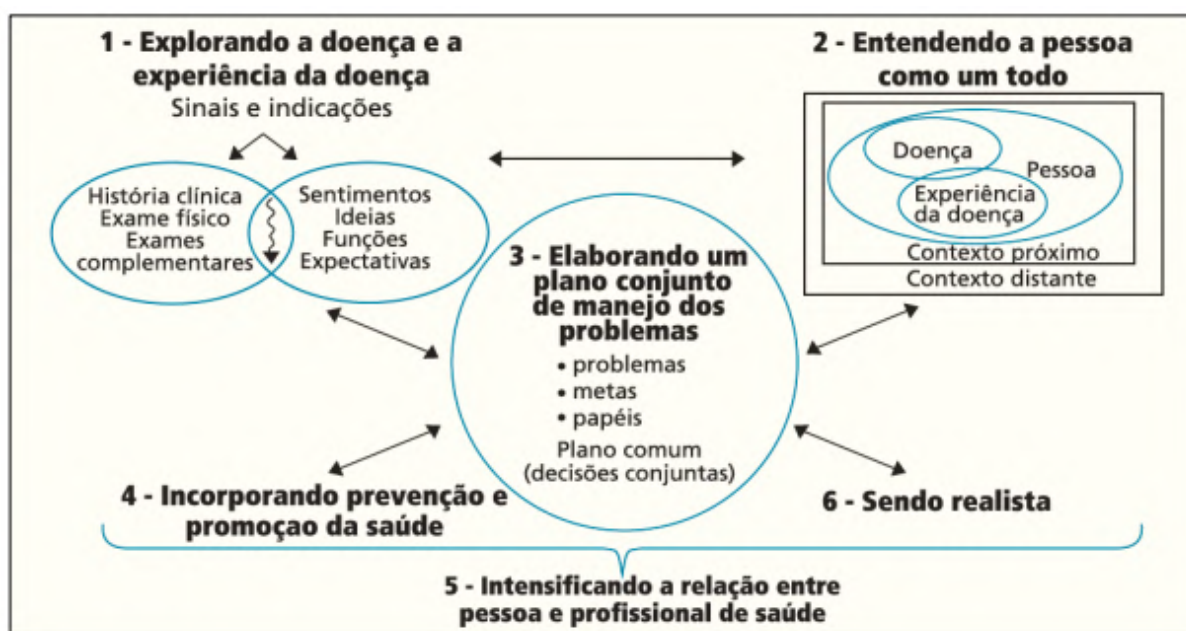 1 - Explorando a doença e a
experiência da doença
Sinais e indicações
História clínica
Exame físico
Exames
complementares
Sentimentos
Ideias
Funções
Expectativas
2 - Entendendo a pessoa
como um todo
Doença
Pessoa
Experiência
da doença
Contexto próximo
Contexto distante
3 - Elaborando um
plano conjunto
de manejo dos
problemas
• problemas
• metas
• papéis
Plano comum
(decisões conjuntas)
4 - Incorporando prevenção e
promoçao da saúde
6 - Sendo realista
5 - Intensificando a relação entre
pessoa e profissional de saúde